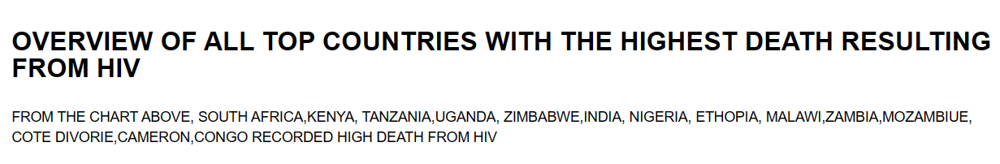 OVERVIEW OF ALL TOP COUNTRIES WITH THE HIGHEST DEATH RESULTING
FROM HIV
FROM THE CHART ABOVE, SOUTH AFRICA,KENYA, TANZANIA,UGANDA, ZIMBABWE,INDIA, NIGERIA, ETHOPIA, MALAWI,ZAMBIA,MOZAMBIUE,
COTE DIVORIE,CAMERON,CONGO RECORDED HIGH DEATH FROM HIV